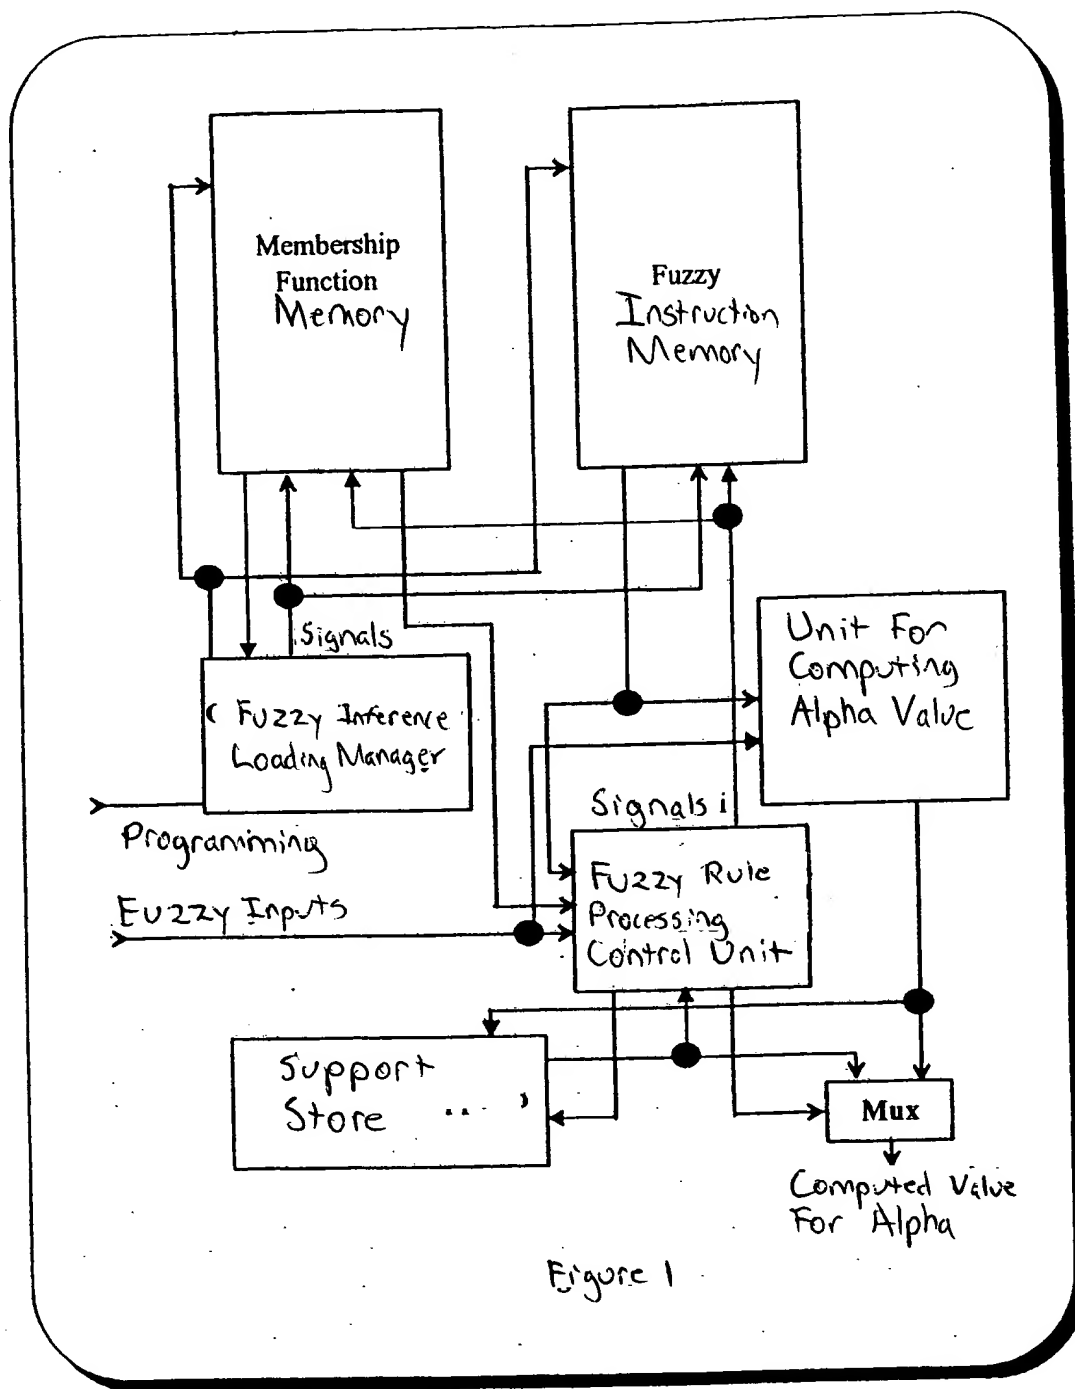 Membership
Function
Memory
Fuzzy
Instruction
Memory
Signals
Fuzzy Inference
Loading Manager
Unit For
Computing
Alpha Value
Programming
Signals
Fuzzy Rule
Processing
Control Unit
Fuzzy Inputs
Support
Store
Mux
Computed Value
For Alpha
Figure 1